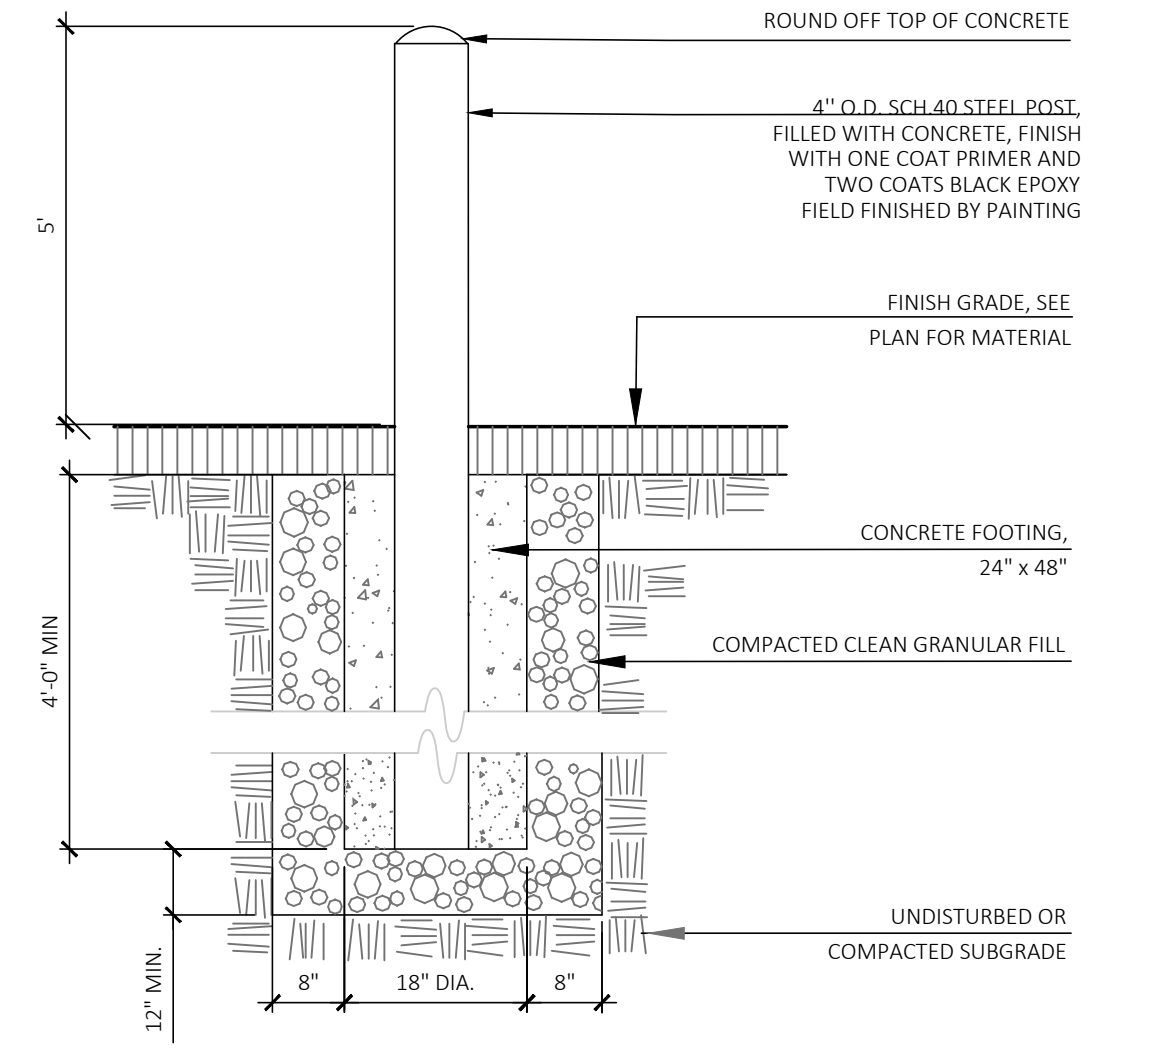 ROUND OFF TOP OF CONCRETE
4'' O.D. SCH.40 STEEL POST,
FILLED WITH CONCRETE, FINISH
WITH ONE COAT PRIMER AND
TWO COATS BLACK EPOXY
FIELD FINISHED BY PAINTING
5'
FINISH GRADE, SEE
PLAN FOR MATERIAL
CONCRETE FOOTING,
24" x 48"
COMPACTED CLEAN GRANULAR FILL
4'-0" MIN
UNDISTURBED OR
COMPACTED SUBGRADE
12" MIN.
8"
18" DIA.
8"